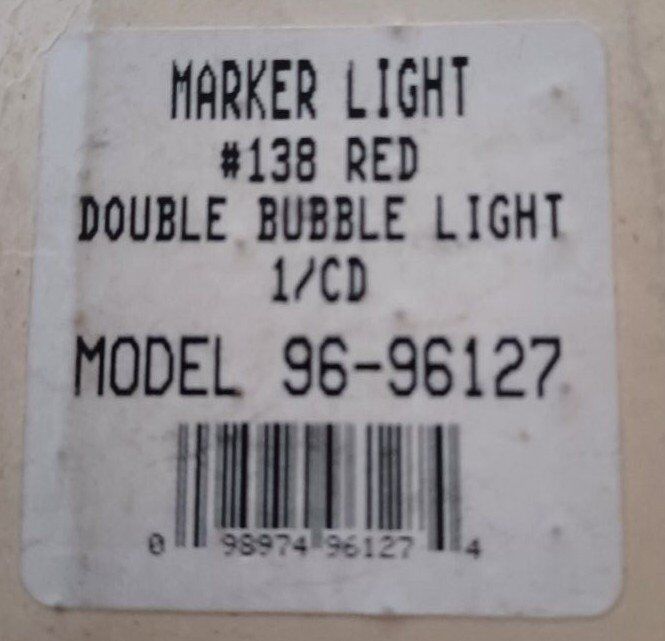 MARKER LIGHT
#138 RED
DOUBLE BUBBLE LIGHT
1/CD
MODEL 96-96127
0 98974 96127 4